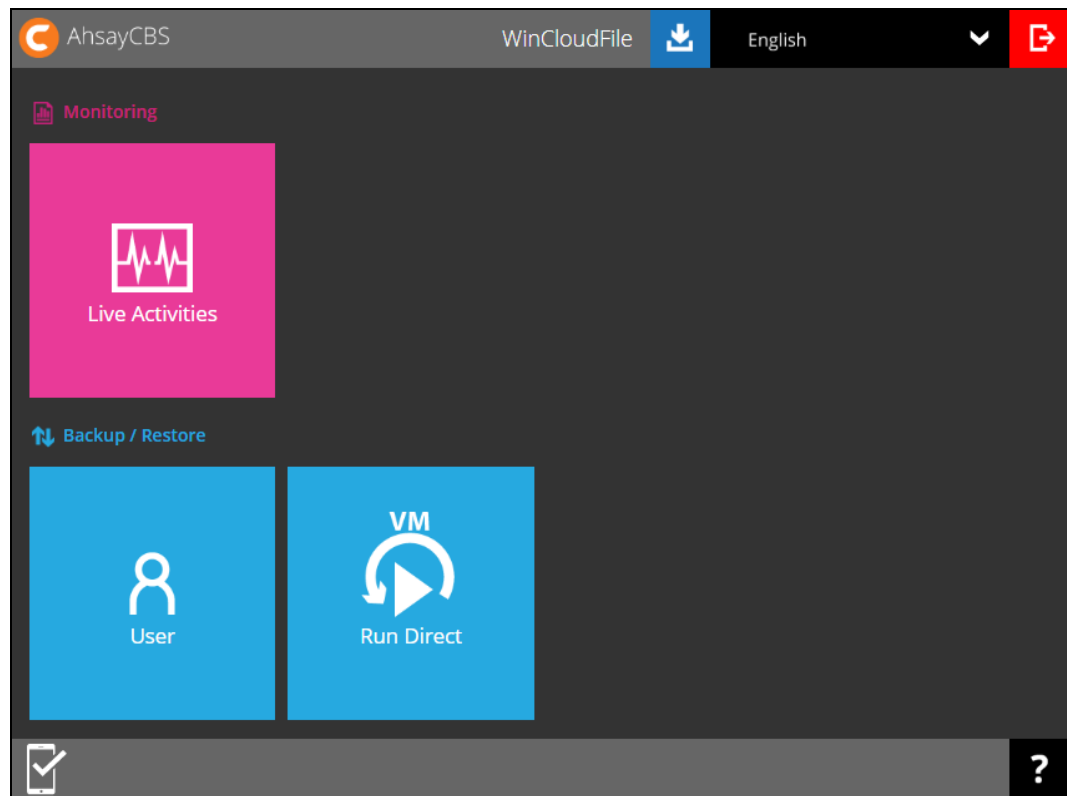 AhsayCBS
WinCloudFile
English
Monitoring
Live Activities
Backup / Restore
VM
User
Run Direct
?